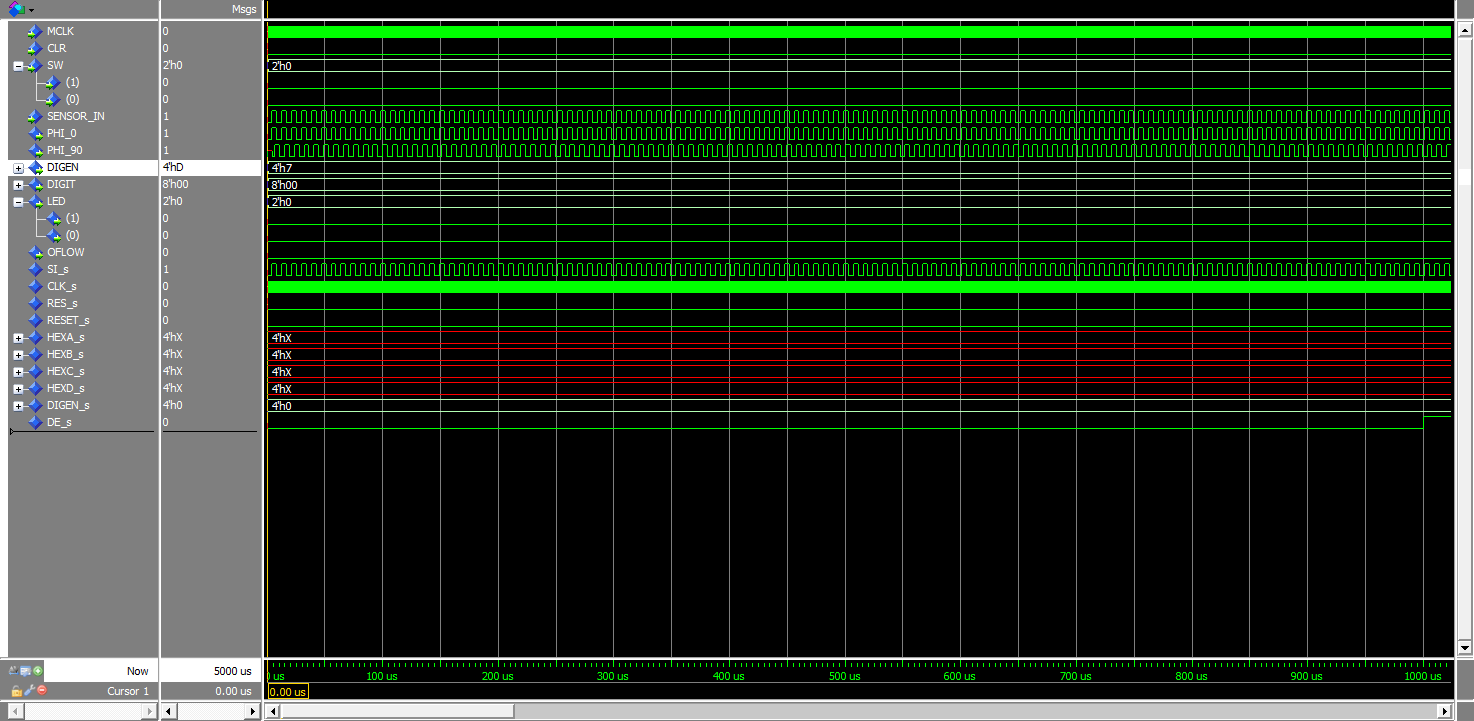 Msgs
MCLK 0
CLR 0
SW 2'h0 2'h0
(1) 0
(0) 0
SENSOR_IN 1
PHI_0 1
PHI_90 1
DIGEN 4'hD 4'h7
DIGIT 8'h00 8'h00
LED 2'h0 2'h0
(1) 0
(0) 0
OFLOW 0
SI_s 1
CLK_s 0
RES_s 0
RESET_s 0
HEXA_s 4'hX 4'hX
HEXB_s 4'hX 4'hX
HEXC_s 4'hX 4'hX
HEXD_s 4'hX 4'hX
DIGEN_s 4'h0 4'h0
DE_s 0
Now 5000 us us 100 us 200 us 300 us 400 us 500 us 600 us 700 us 800 us 900 us 1000 us
Cursor 1 0.00 us 0.00 us